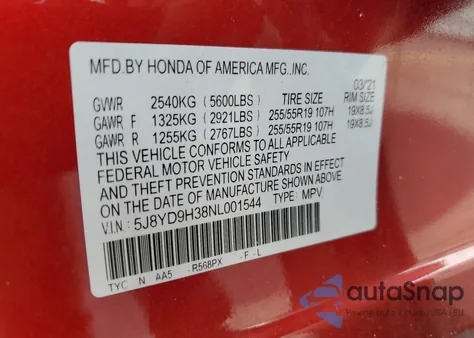 MFD.BY HONDA OF AMERICA MFG.,INC. 03/21
GVWR 2540KG (5600LBS) TIRE SIZE RIM SIZE
GAWR F 1325KG (2921LBS) 255/55R19 107H 19X8.5J
GAWR R 1255KG (2767LBS) 255/55R19 107H 19X8.5J
THIS VEHICLE CONFORMS TO ALL APPLICABLE
FEDERAL MOTOR VEHICLE SAFETY
AND THEFT PREVENTION STANDARDS IN EFFECT
ON THE DATE OF MANUFACTURE SHOWN ABOVE.
V.I.N: 5J8YD9H38NL001544 TYPE: MPV
TYC N AA5 -R568PX -F -L
autoSnap